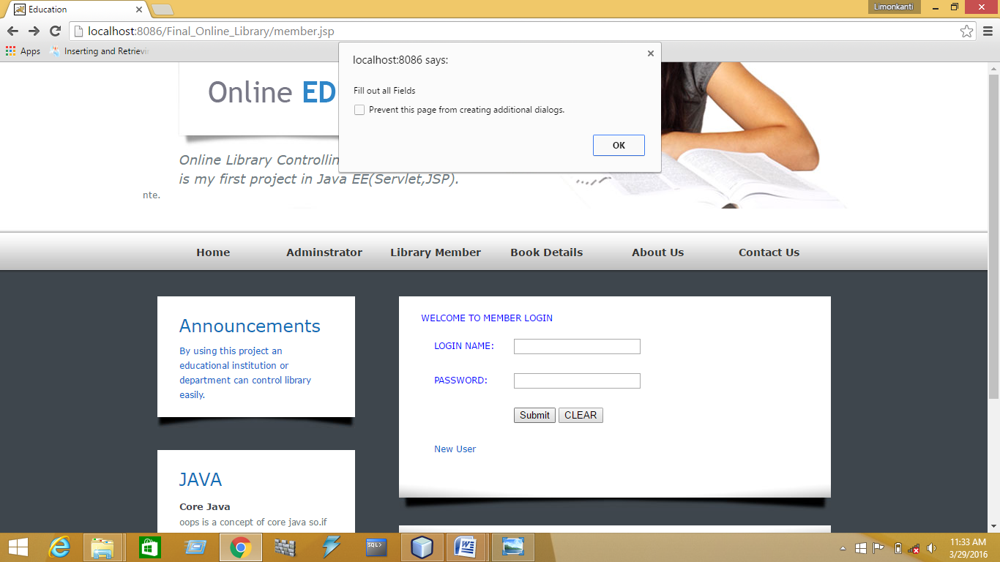 Education
Limonkanti
localhost:8086/Final_Online_Library/member.jsp
Apps
Inserting and Retrievin
localhost:8086 says:
Fill out all Fields
Prevent this page from creating additional dialogs.
OK
Online ED
Online Library Controllin
is my first project in Java EE(Servlet,JSP).
nte.
Home
Adminstrator
Library Member
Book Details
About Us
Contact Us
Announcements
By using this project an
educational institution or
department can control library
easily.
JAVA
Core Java
oops is a concept of core java so.if
WELCOME TO MEMBER LOGIN
LOGIN NAME:
PASSWORD:
Submit
CLEAR
New User
SQL>
11:33 AM
3/29/2016